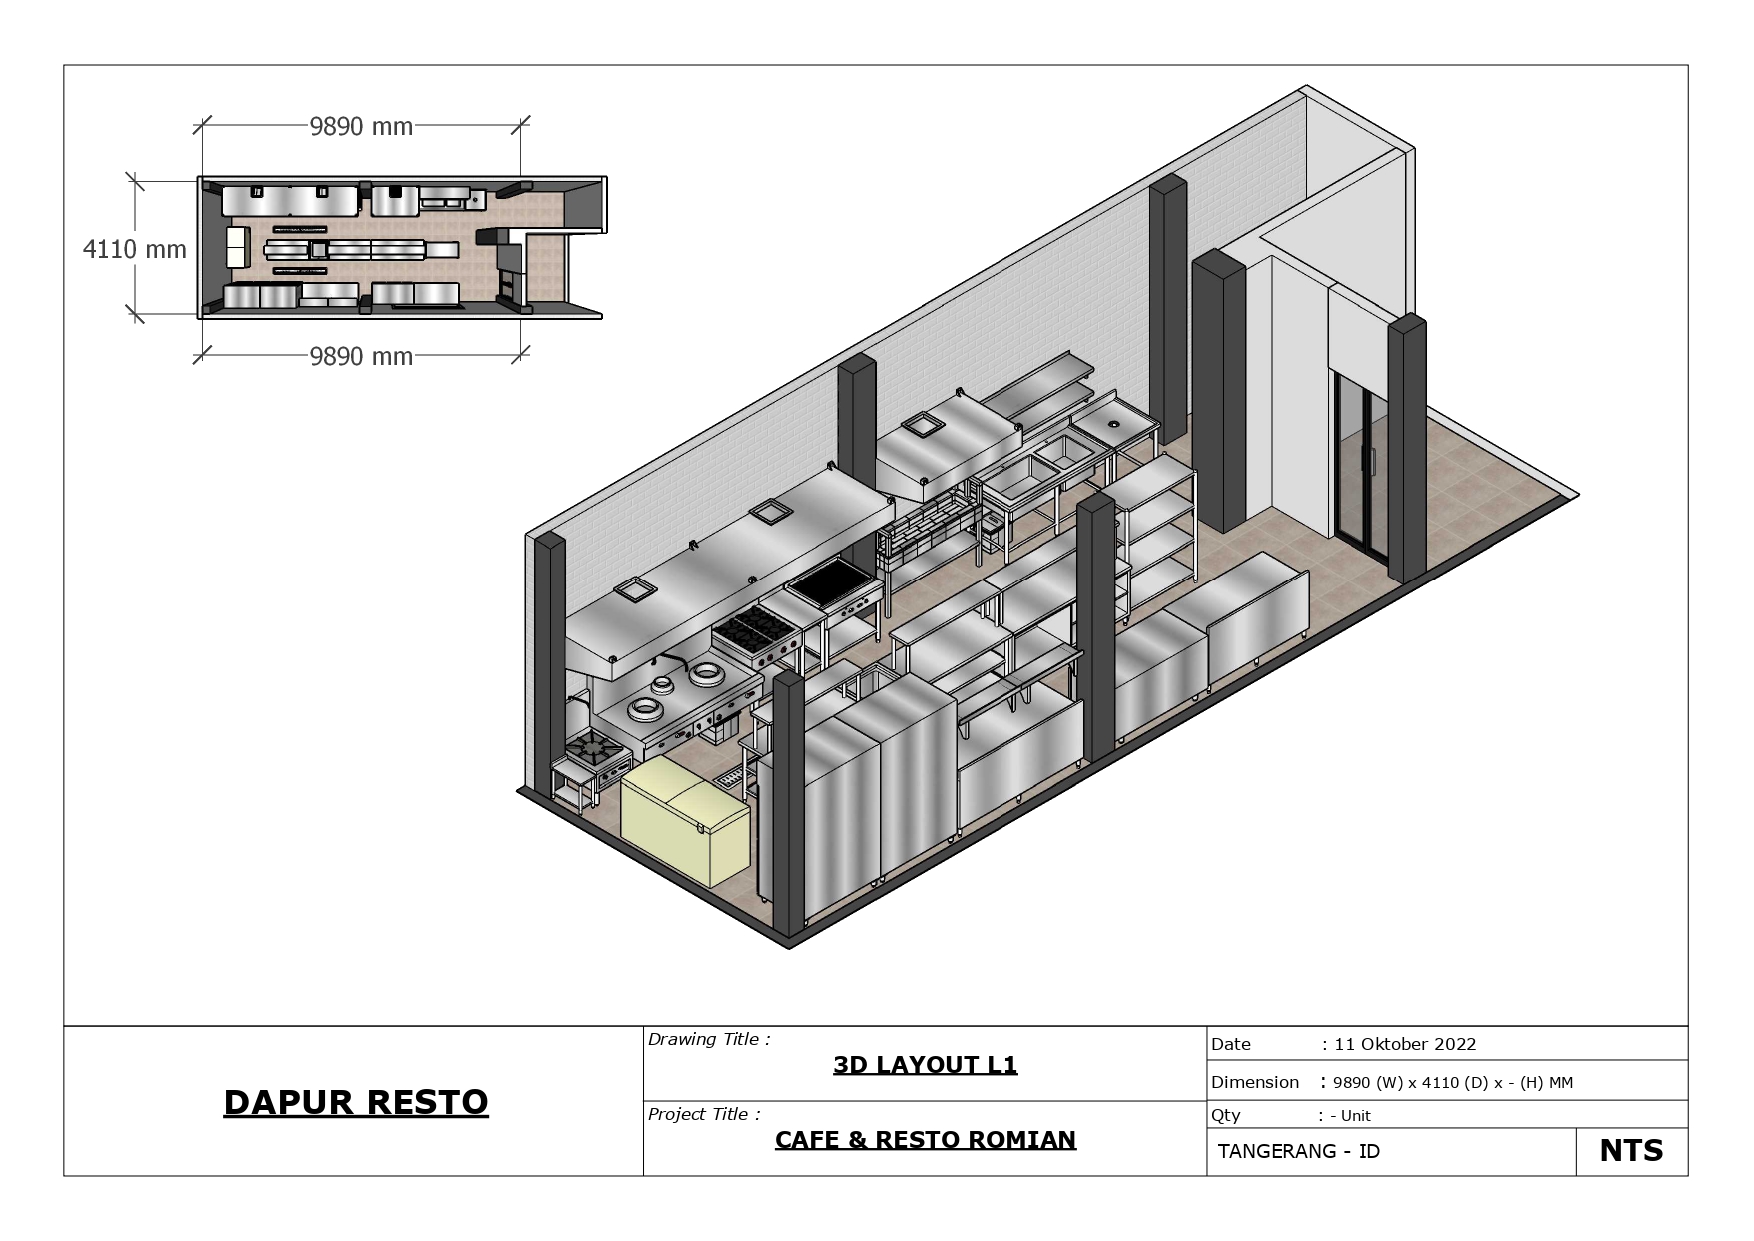 9890 mm
4110 mm
9890 mm
DAPUR RESTO
Drawing Title :
3D LAYOUT L1
Project Title :
CAFE & RESTO ROMIAN
Date : 11 Oktober 2022
Dimension : 9890 (W) x 4110 (D) x - (H) MM
Qty : - Unit
TANGERANG - ID
NTS